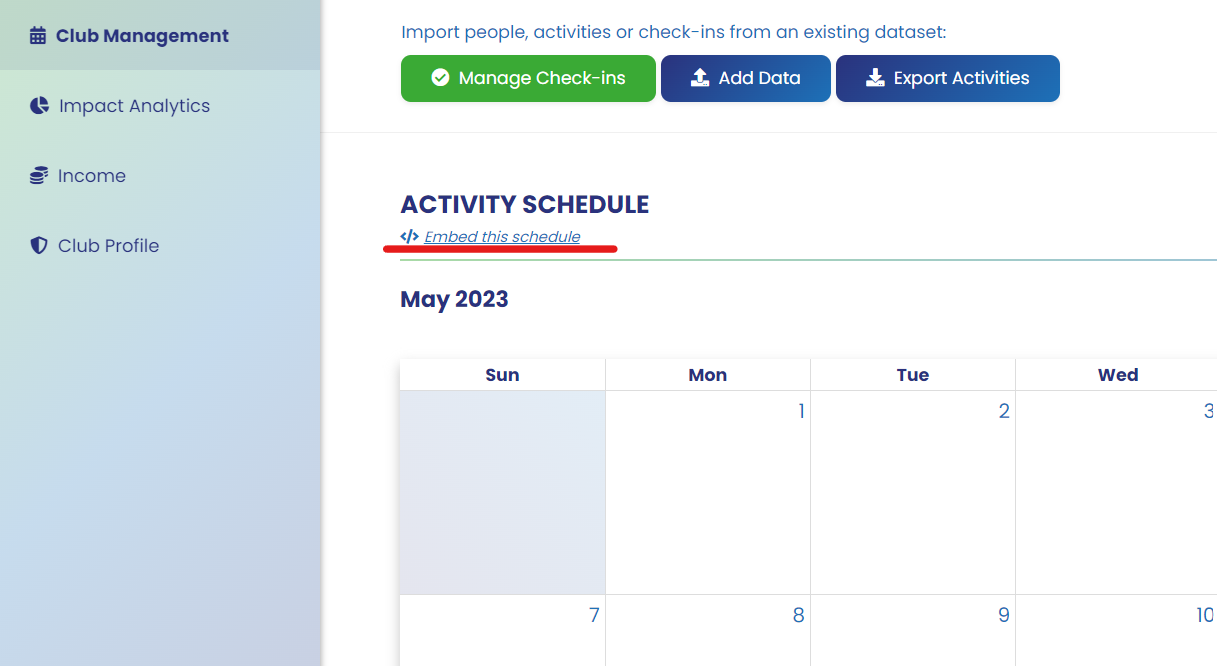 Club Management
Impact Analytics
Income
Club Profile
Import people, activities or check-ins from an existing dataset:
Manage Check-ins Add Data Export Activities
ACTIVITY SCHEDULE
</> Embed this schedule
May 2023
Sun Mon Tue Wed
1 2 3
7 8 9 10